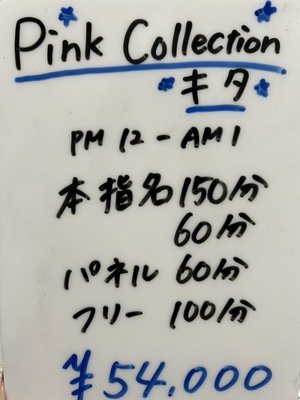 Pink Collection
キタ
PM 12 - AM 1
本指名 150分
60分
パネル 60分
フリー 100分
¥54,000